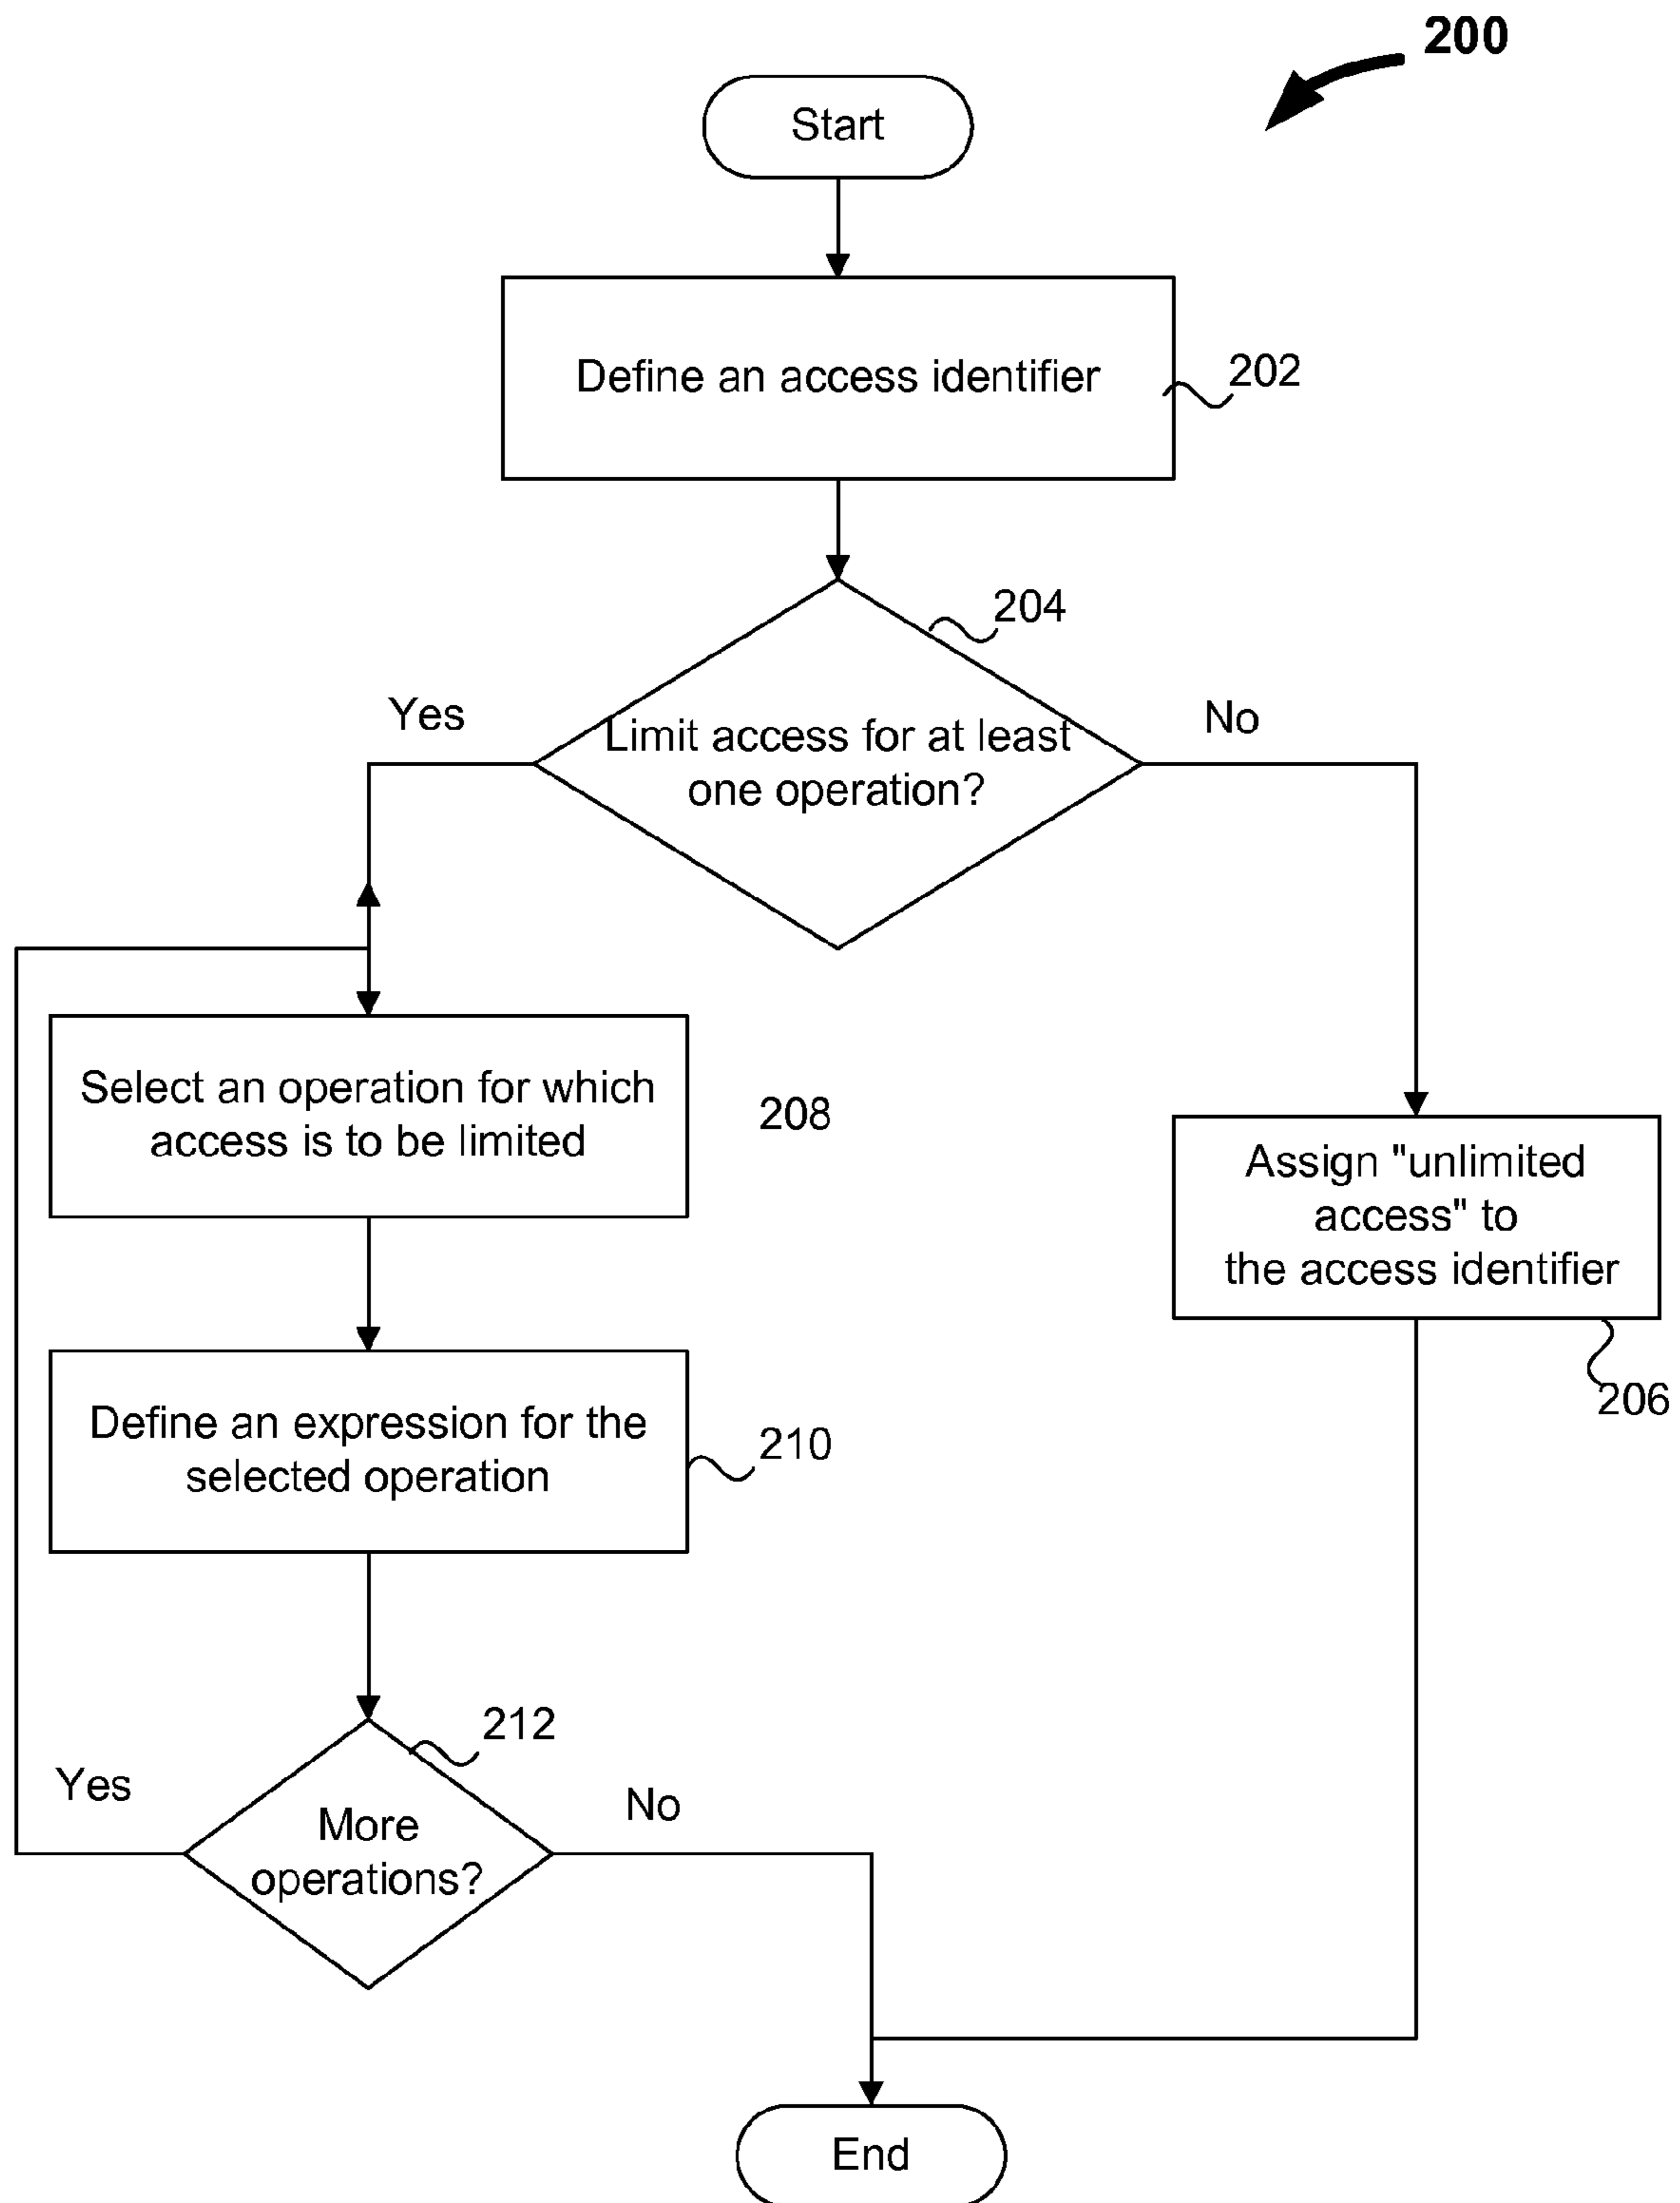 200
Start
Define an access identifier
202
204
Yes
No
Limit access for at least
one operation?
Select an operation for which
access is to be limited
208
Assign "unlimited
access" to
the access identifier
206
Define an expression for the
selected operation
210
212
Yes
No
More
operations?
End